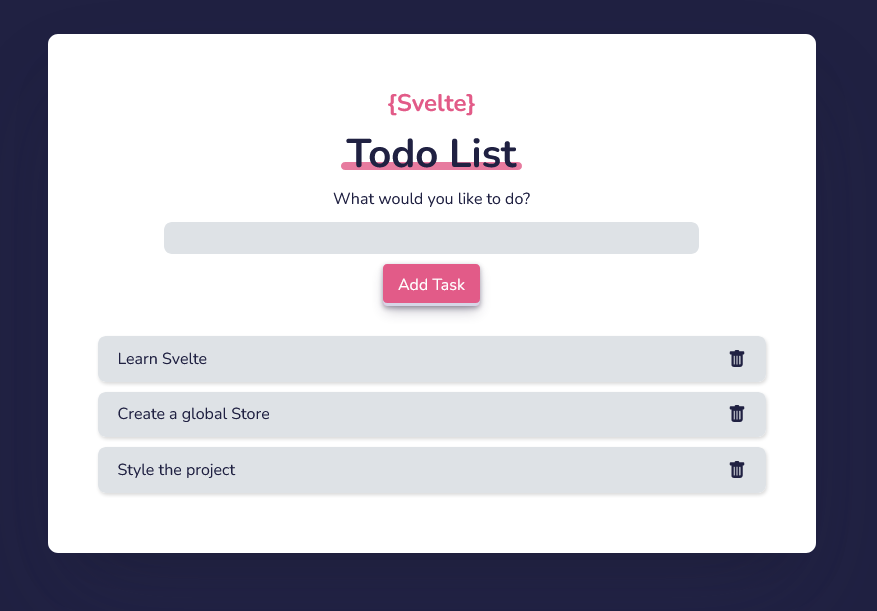 {Svelte}
Todo List
What would you like to do?
Add Task
Learn Svelte
Create a global Store
Style the project